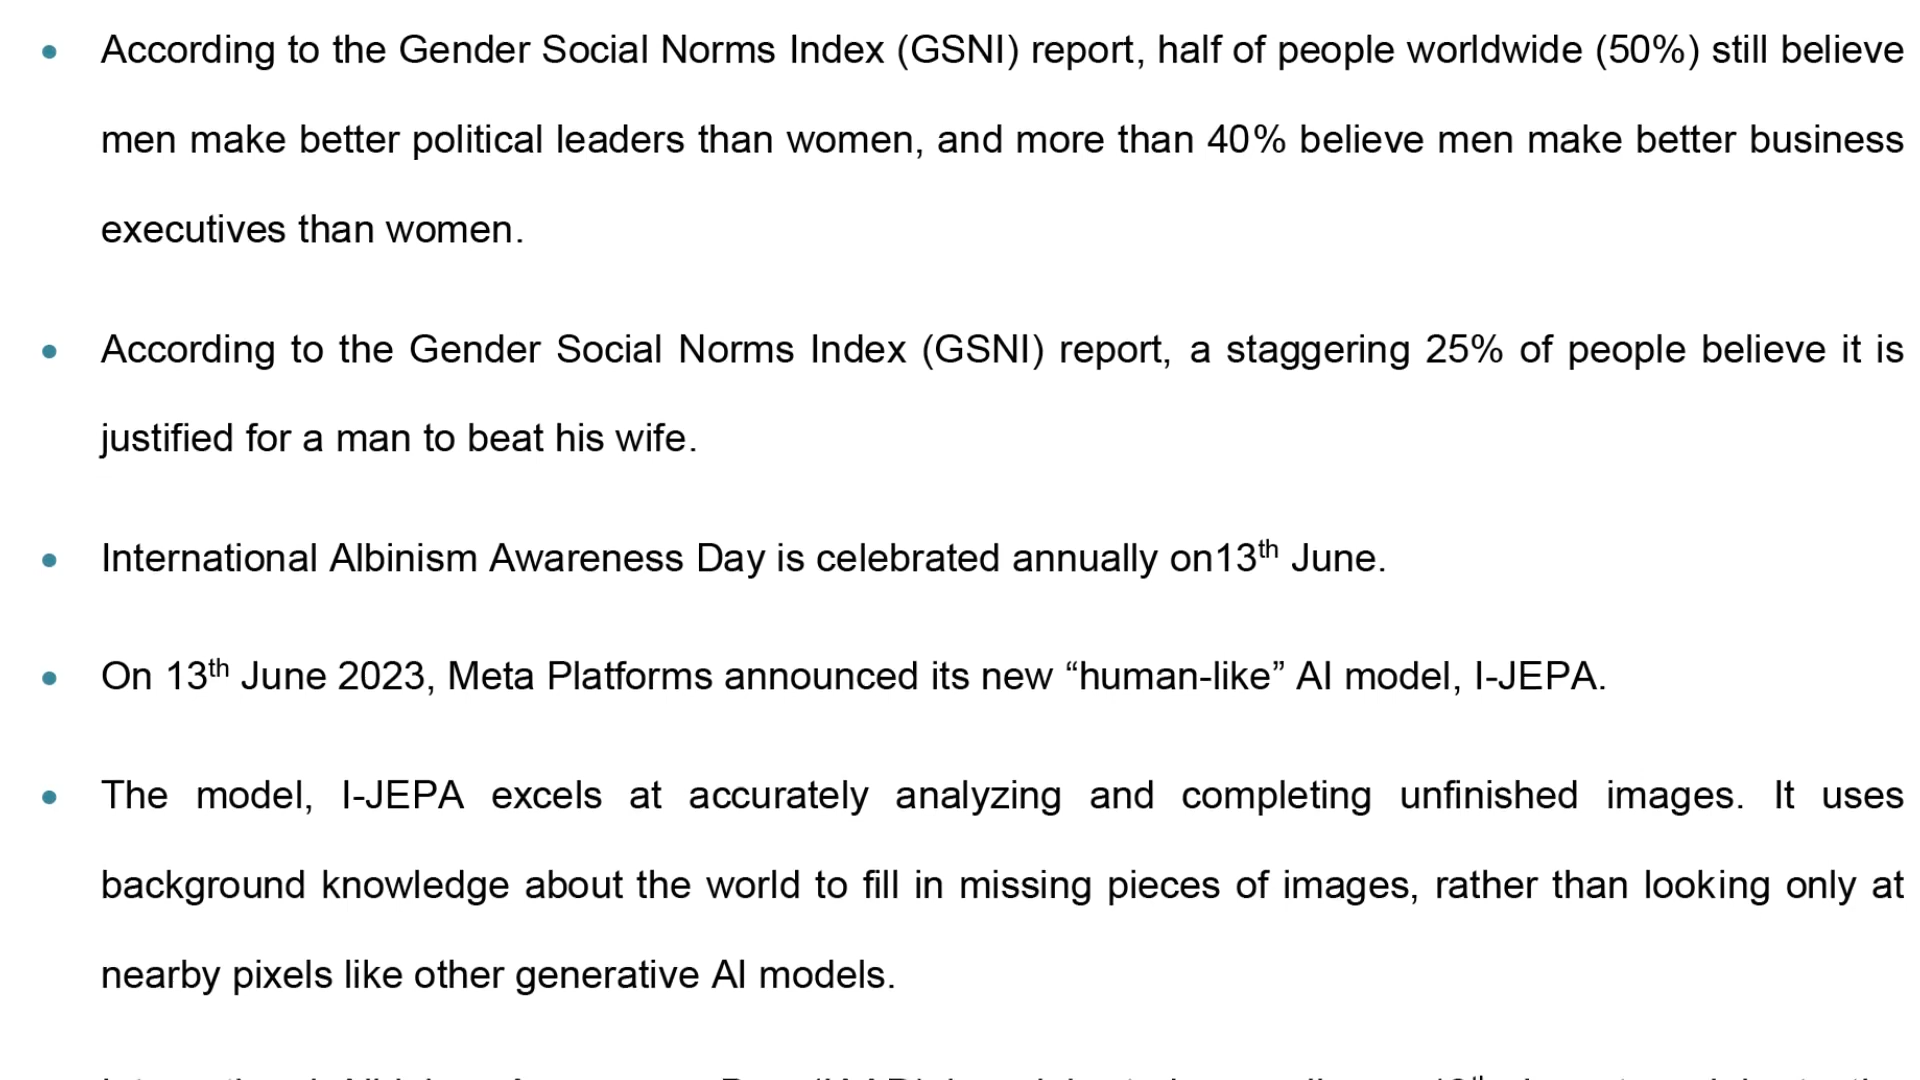 • According to the Gender Social Norms Index (GSNI) report, half of people worldwide (50%) still believe
men make better political leaders than women, and more than 40% believe men make better business
executives than women.
• According to the Gender Social Norms Index (GSNI) report, a staggering 25% of people believe it is
justified for a man to beat his wife.
• International Albinism Awareness Day is celebrated annually on13th June.
• On 13th June 2023, Meta Platforms announced its new “human-like” AI model, I-JEPA.
• The model, I-JEPA excels at accurately analyzing and completing unfinished images. It uses
background knowledge about the world to fill in missing pieces of images, rather than looking only at
nearby pixels like other generative AI models.